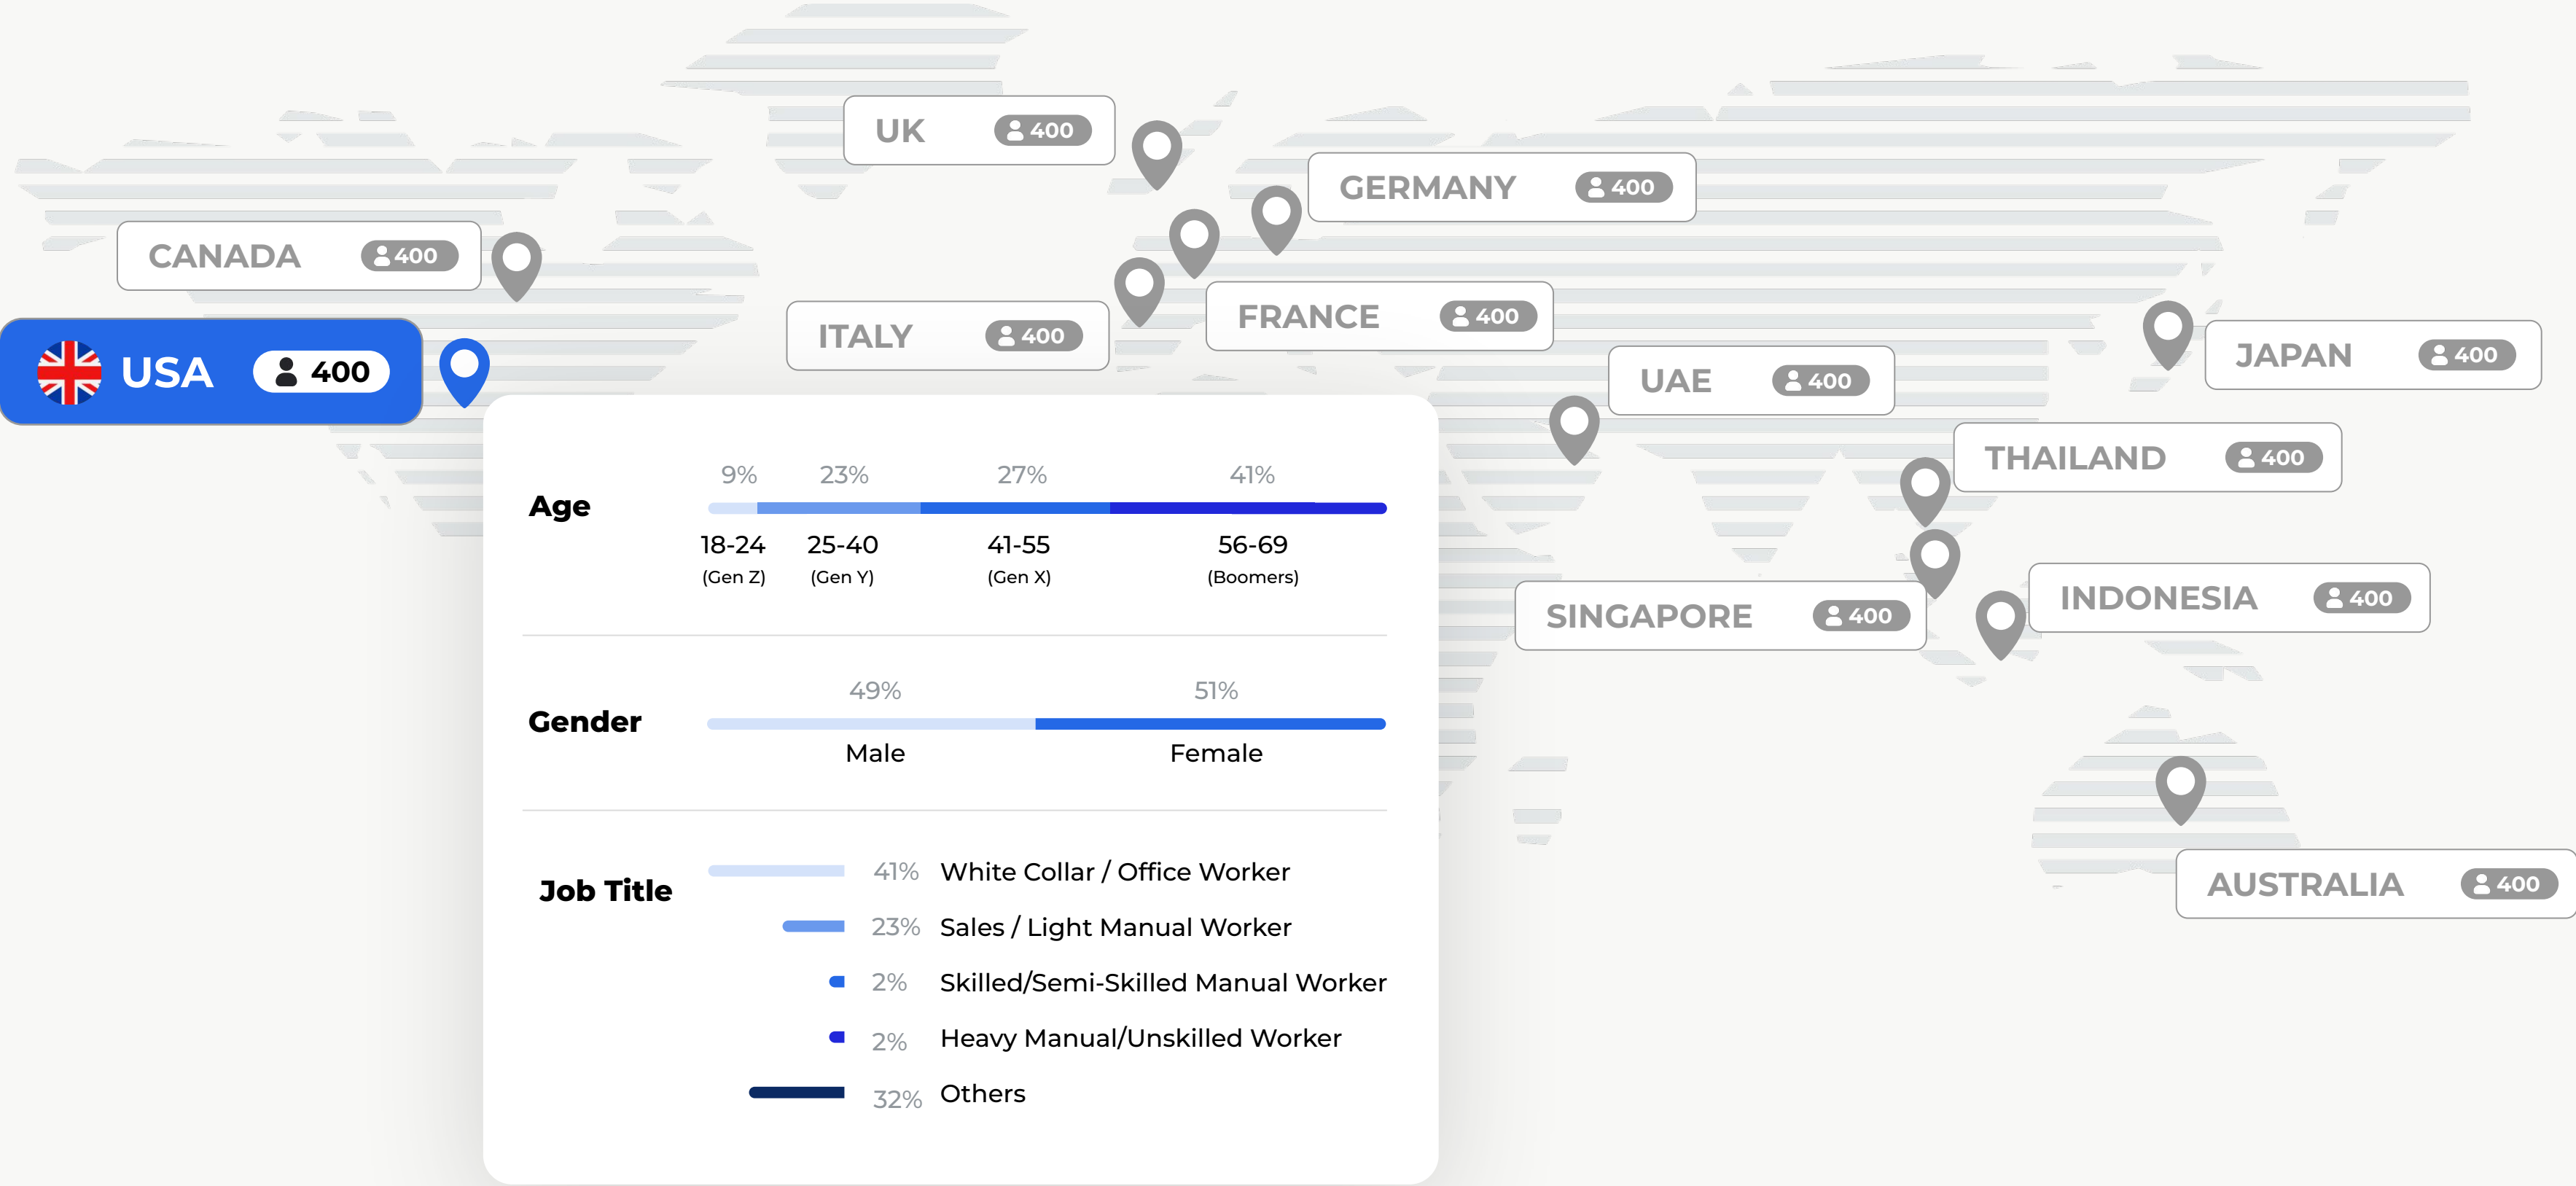 UK 400
GERMANY 400
CANADA 400
ITALY 400
FRANCE 400
USA 400
UAE 400
JAPAN 400
THAILAND 400
SINGAPORE 400
INDONESIA 400
AUSTRALIA 400
Age
9% 23% 27% 41%
18-24 25-40 41-55 56-69
(Gen Z) (Gen Y) (Gen X) (Boomers)
Gender
49% 51%
Male Female
Job Title
41% White Collar / Office Worker
23% Sales / Light Manual Worker
2% Skilled/Semi-Skilled Manual Worker
2% Heavy Manual/Unskilled Worker
32% Others